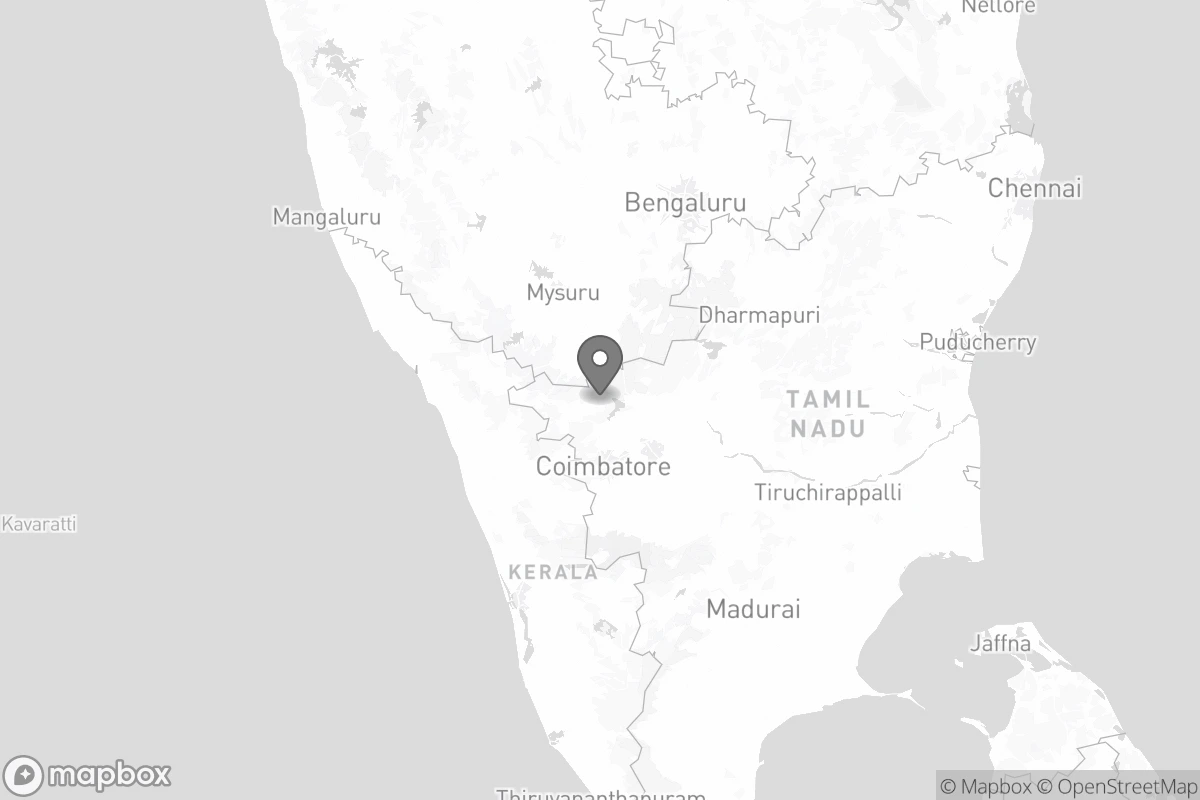 Nellore
Chennai
Bengaluru
Mangaluru
Mysuru
Dharmapuri
Puducherry
TAMIL
NADU
Coimbatore
Tiruchirappalli
Kavaratti
KERALA
Madurai
Jaffna
Thiruvananthapuram
mapbox
© Mapbox © OpenStreetMap